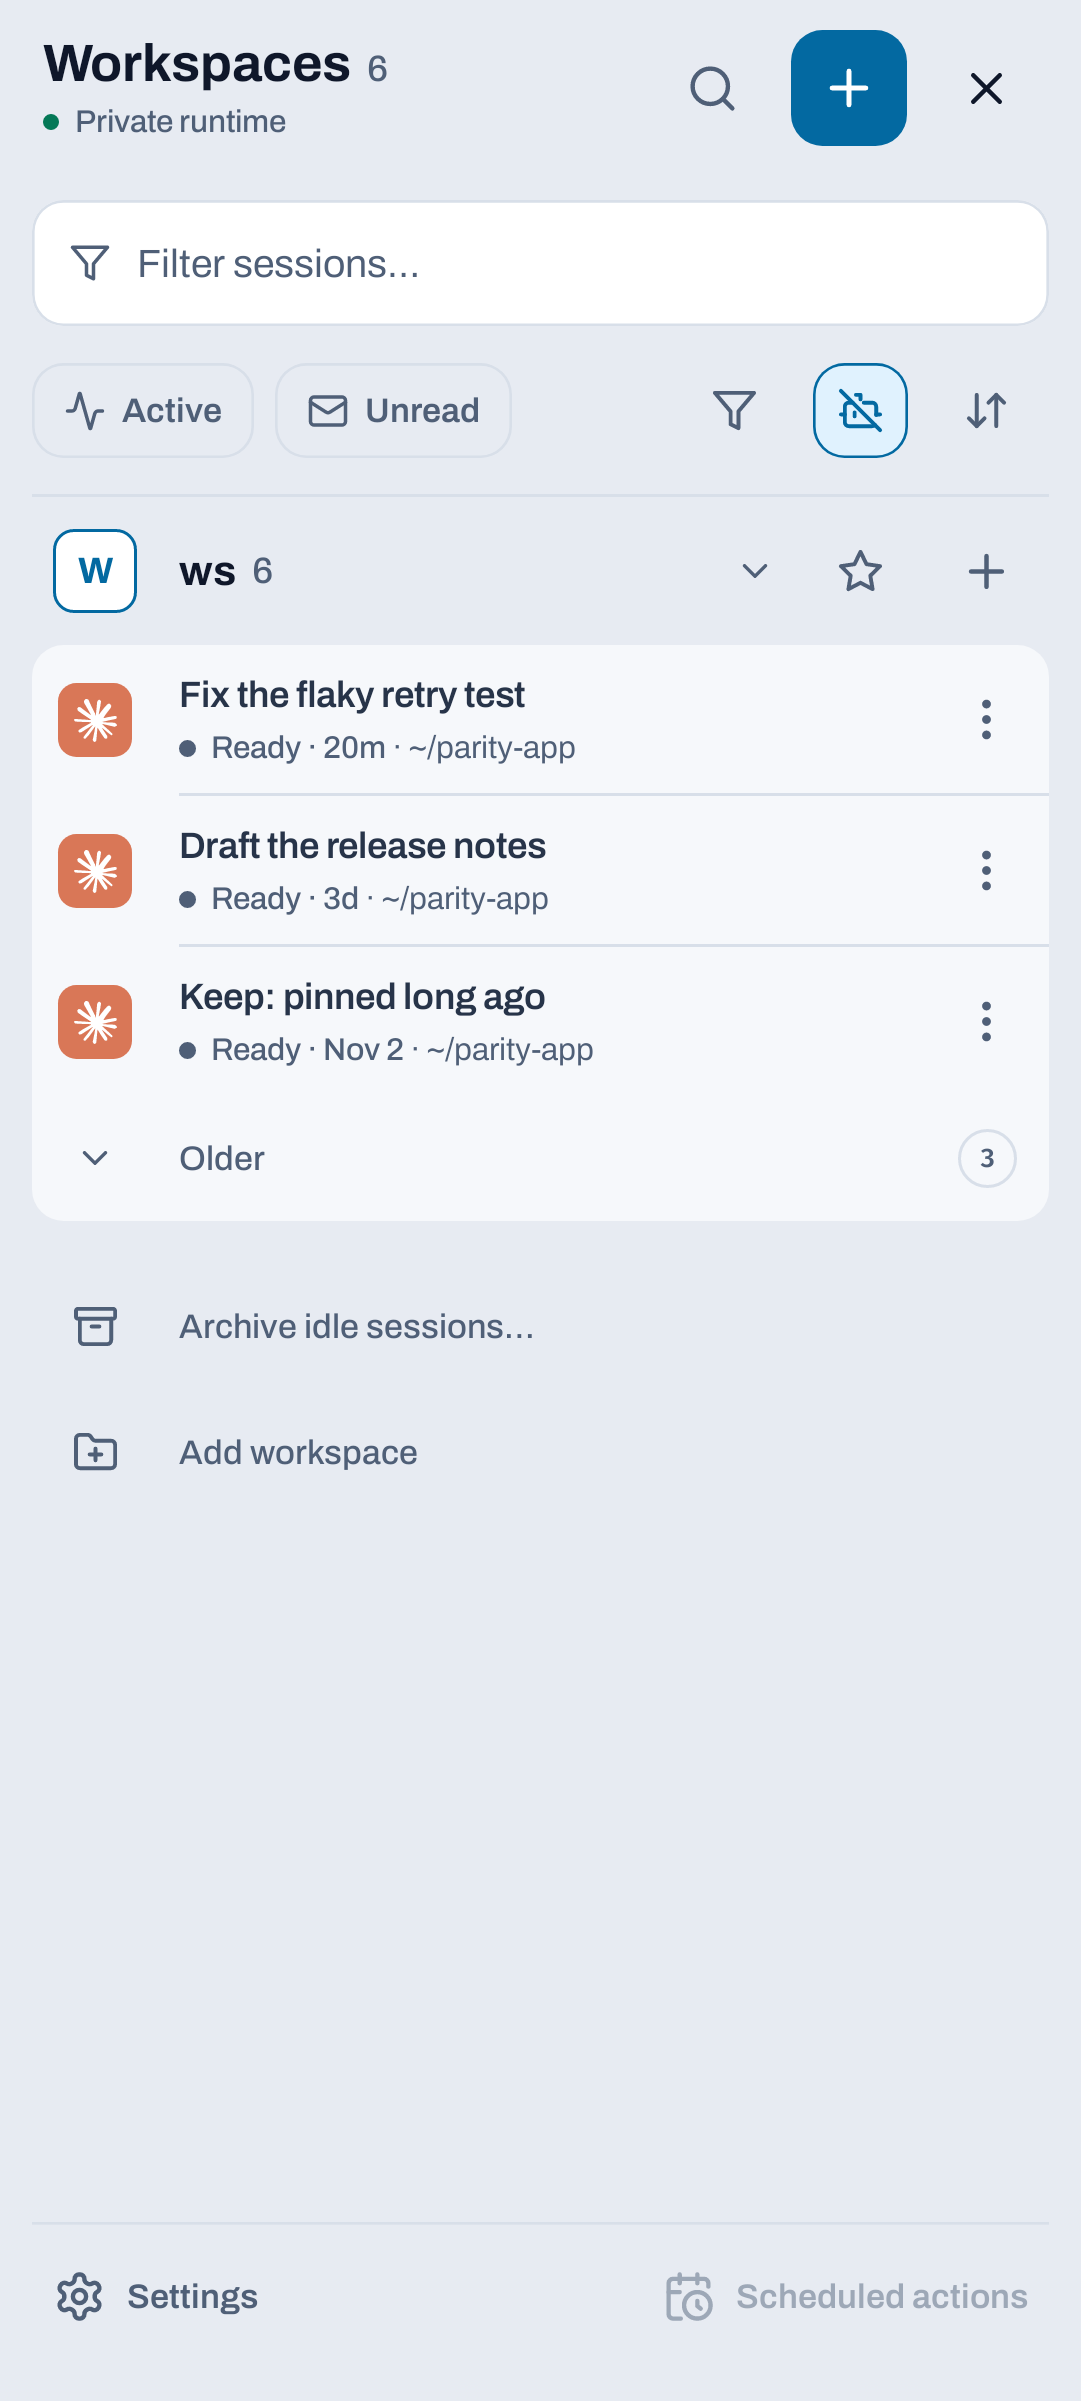 Workspaces 6
Private runtime
Filter sessions...
Active
Unread
W
ws 6
Fix the flaky retry test
Ready · 20m · ~/parity-app
Draft the release notes
Ready · 3d · ~/parity-app
Keep: pinned long ago
Ready · Nov 2 · ~/parity-app
Older
3
Archive idle sessions...
Add workspace
Settings
Scheduled actions